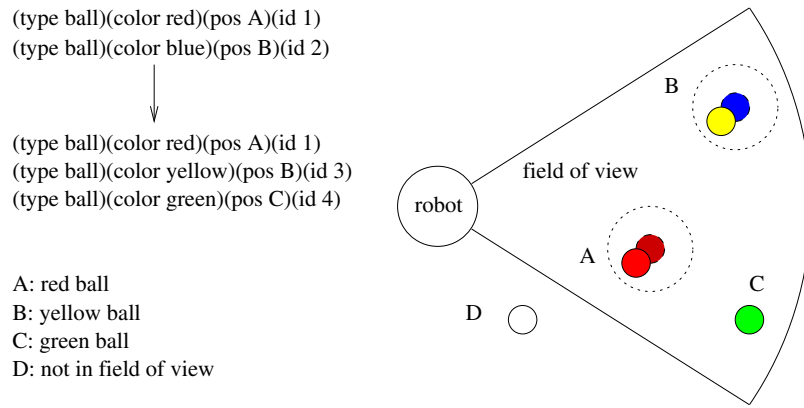 (type ball)(color red)(pos A)(id 1)
(type ball)(color blue)(pos B)(id 2)
(type ball)(color red)(pos A)(id 1)
(type ball)(color yellow)(pos B)(id 3)
(type ball)(color green)(pos C)(id 4)
A: red ball
B: yellow ball
C: green ball
D: not in field of view
B
field of view
robot
A
C
D